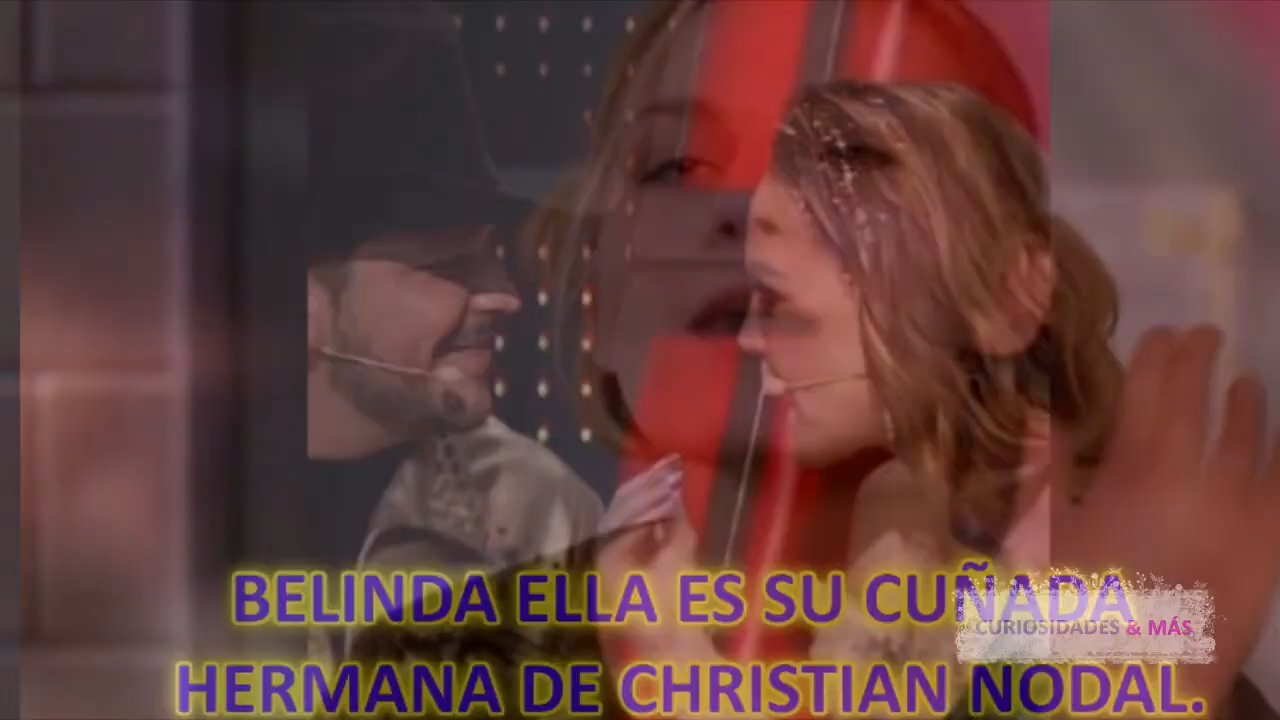 BELINDA ELLA ES SU CUÑADA
CURIOSIDADES & MÁS
HERMANA DE CHRISTIAN NODAL.